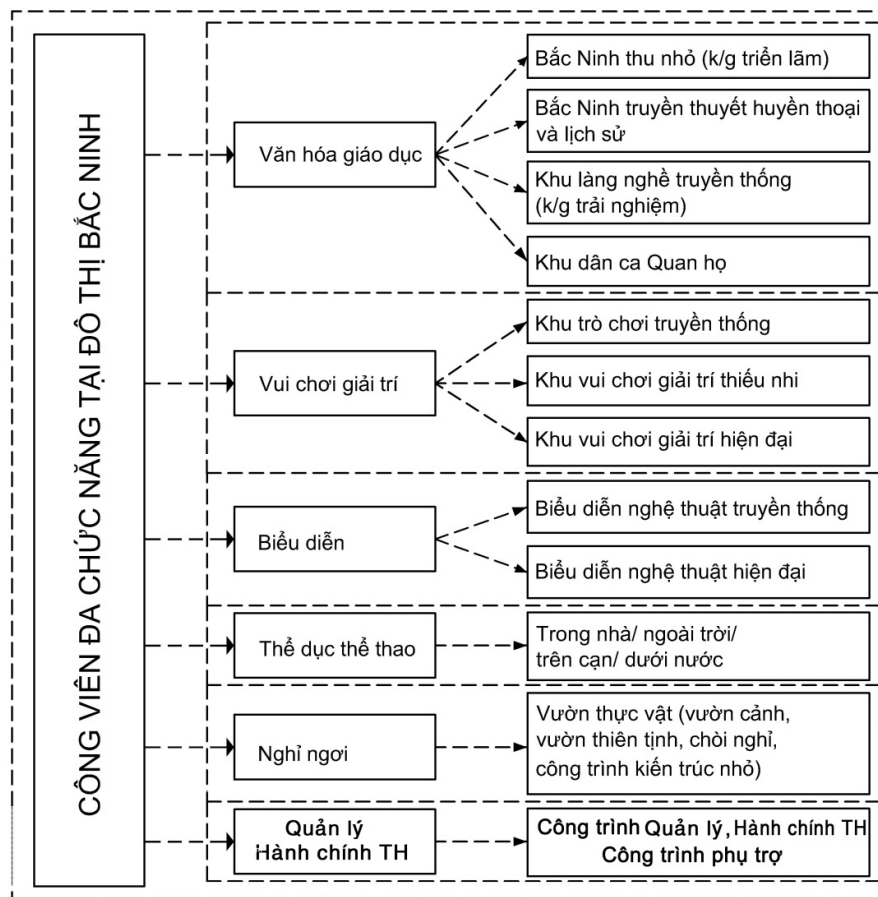 CÔNG VIÊN ĐA CHỨC NĂNG TẠI ĐÔ THỊ BẮC NINH
Văn hóa giáo dục
Bắc Ninh thu nhỏ (k/g triển lãm)
Bắc Ninh truyền thuyết huyền thoại
và lịch sử
Khu làng nghề truyền thống
(k/g trải nghiệm)
Khu dân ca Quan họ
Vui chơi giải trí
Khu trò chơi truyền thống
Khu vui chơi giải trí thiếu nhi
Khu vui chơi giải trí hiện đại
Biểu diễn
Biểu diễn nghệ thuật truyền thống
Biểu diễn nghệ thuật hiện đại
Thể dục thể thao
Trong nhà/ ngoài trời/
trên cạn/ dưới nước
Nghỉ ngơi
Vườn thực vật (vườn cảnh,
vườn thiên tịnh, chòi nghỉ,
công trình kiến trúc nhỏ)
Quản lý
Hành chính TH
Công trình Quản lý, Hành chính TH
Công trình phụ trợ